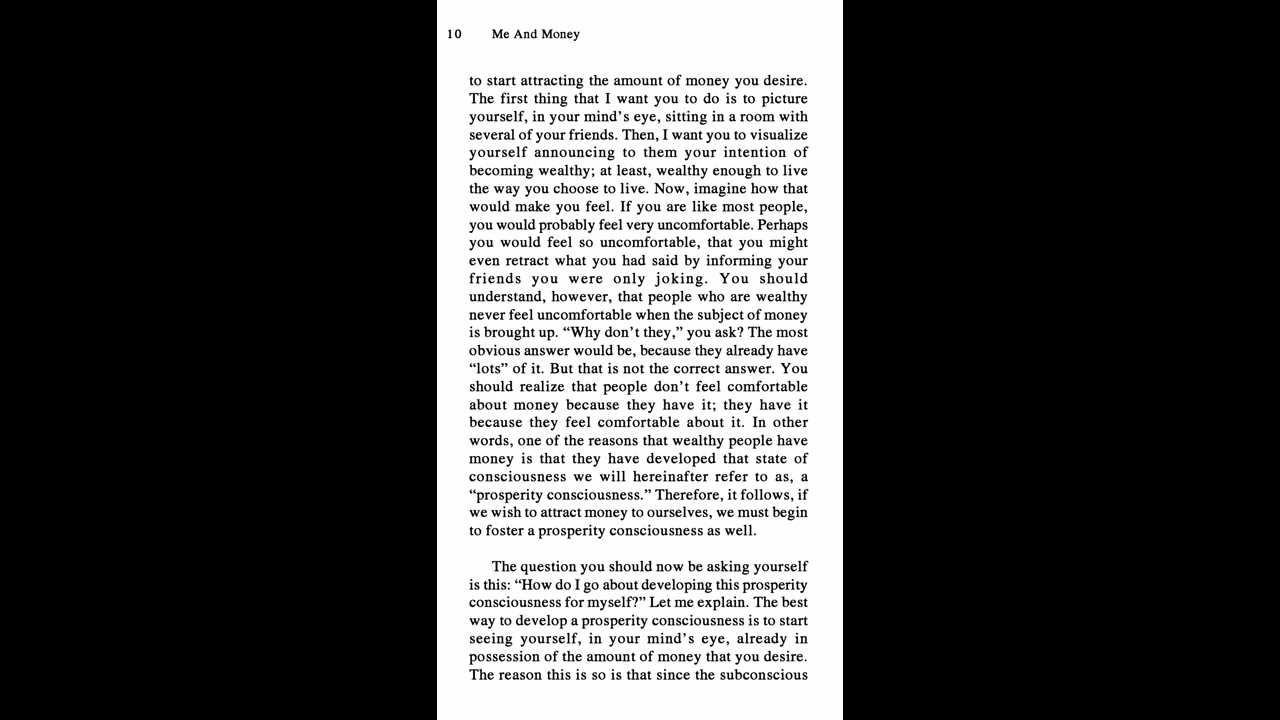 10 Me And Money
to start attracting the amount of money you desire.
The first thing that I want you to do is to picture
yourself, in your mind’s eye, sitting in a room with
several of your friends. Then, I want you to visualize
yourself announcing to them your intention of
becoming wealthy; at least, wealthy enough to live
the way you choose to live. Now, imagine how that
would make you feel. If you are like most people,
you would probably feel very uncomfortable. Perhaps
you would feel so uncomfortable, that you might
even retract what you had said by informing your
friends you were only joking. You should
understand, however, that people who are wealthy
never feel uncomfortable when the subject of money
is brought up. “Why don’t they,” you ask? The most
obvious answer would be, because they already have
“lots” of it. But that is not the correct answer. You
should realize that people don’t feel comfortable
about money because they have it; they have it
because they feel comfortable about it. In other
words, one of the reasons that wealthy people have
money is that they have developed that state of
consciousness we will hereinafter refer to as, a
“prosperity consciousness.” Therefore, it follows, if
we wish to attract money to ourselves, we must begin
to foster a prosperity consciousness as well.
The question you should now be asking yourself
is this: “How do I go about developing this prosperity
consciousness for myself?” Let me explain. The best
way to develop a prosperity consciousness is to start
seeing yourself, in your mind’s eye, already in
possession of the amount of money that you desire.
The reason this is so is that since the subconscious